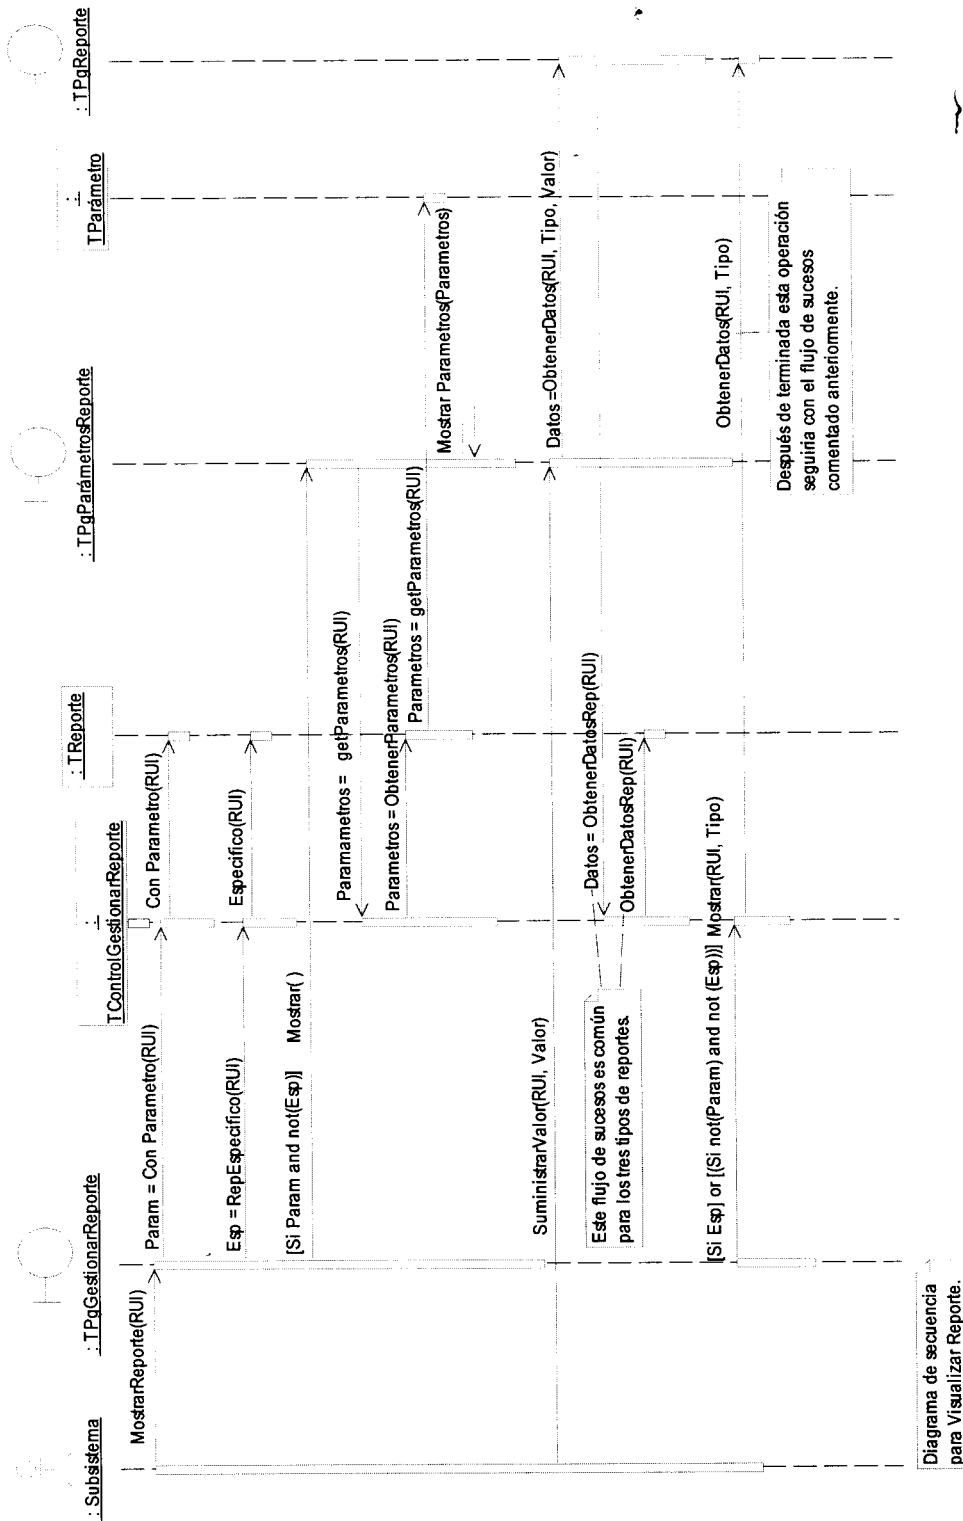 : Subsistema
: TPgGestionarReporte
:
TControlGestionarReporte
: TReporte
: TPgParámetrosReporte
:
TParámetro
: TPgReporte
MostrarReporte(RUI)
Param = Con Parametro(RUI)
Con Parametro(RUI)
Esp = RepEspecifico(RUI)
Especifico(RUI)
[Si Param and not(Esp)] Mostrar( )
Paramametros = getParametros(RUI)
Parametros = ObtenerParametros(RUI)
Parametros = getParametros(RUI)
Mostrar Parametros(Parametros)
SuministrarValor(RUI, Valor)
Datos =ObtenerDatos(RUI, Tipo, Valor)
Datos = ObtenerDatosRep(RUI)
ObtenerDatosRep(RUI)
Este flujo de sucesos es común
para los tres tipos de reportes.
[Si Esp] or [(Si not(Param) and not (Esp))] Mostrar(RUI, Tipo)
ObtenerDatos(RUI, Tipo)
Después de terminada esta operación
seguiría con el flujo de sucesos
comentado anteriormente.
Diagrama de secuencia
para Visualizar Reporte.